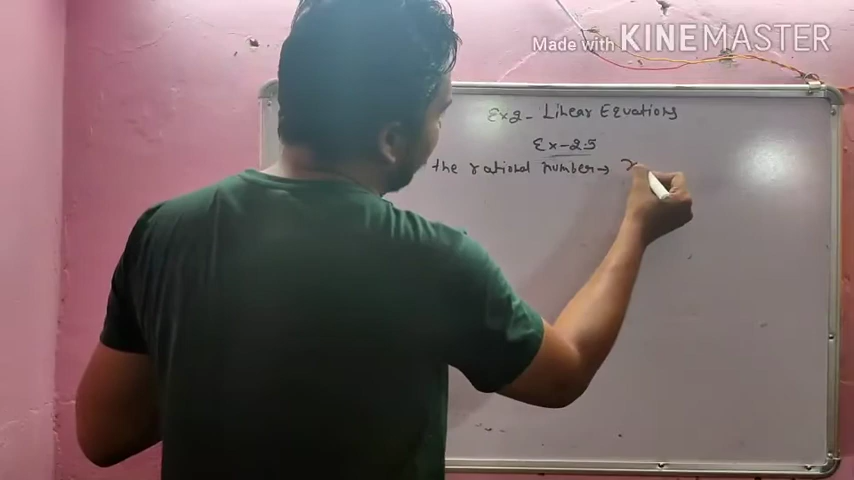 Made with KINEMASTER
Ex2- Linear Equations
Ex-2.5
the rational number→ x